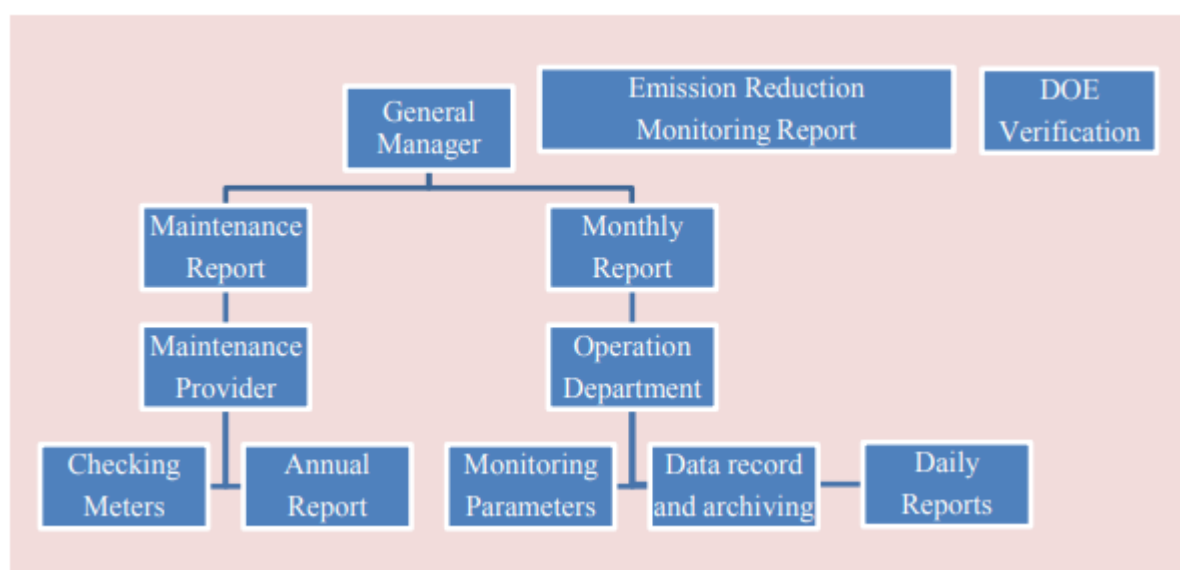 General
Manager
Emission Reduction
Monitoring Report
DOE
Verification
Maintenance
Report
Monthly
Report
Maintenance
Provider
Operation
Department
Checking
Meters
Annual
Report
Monitoring
Parameters
Data record
and archiving
Daily
Reports